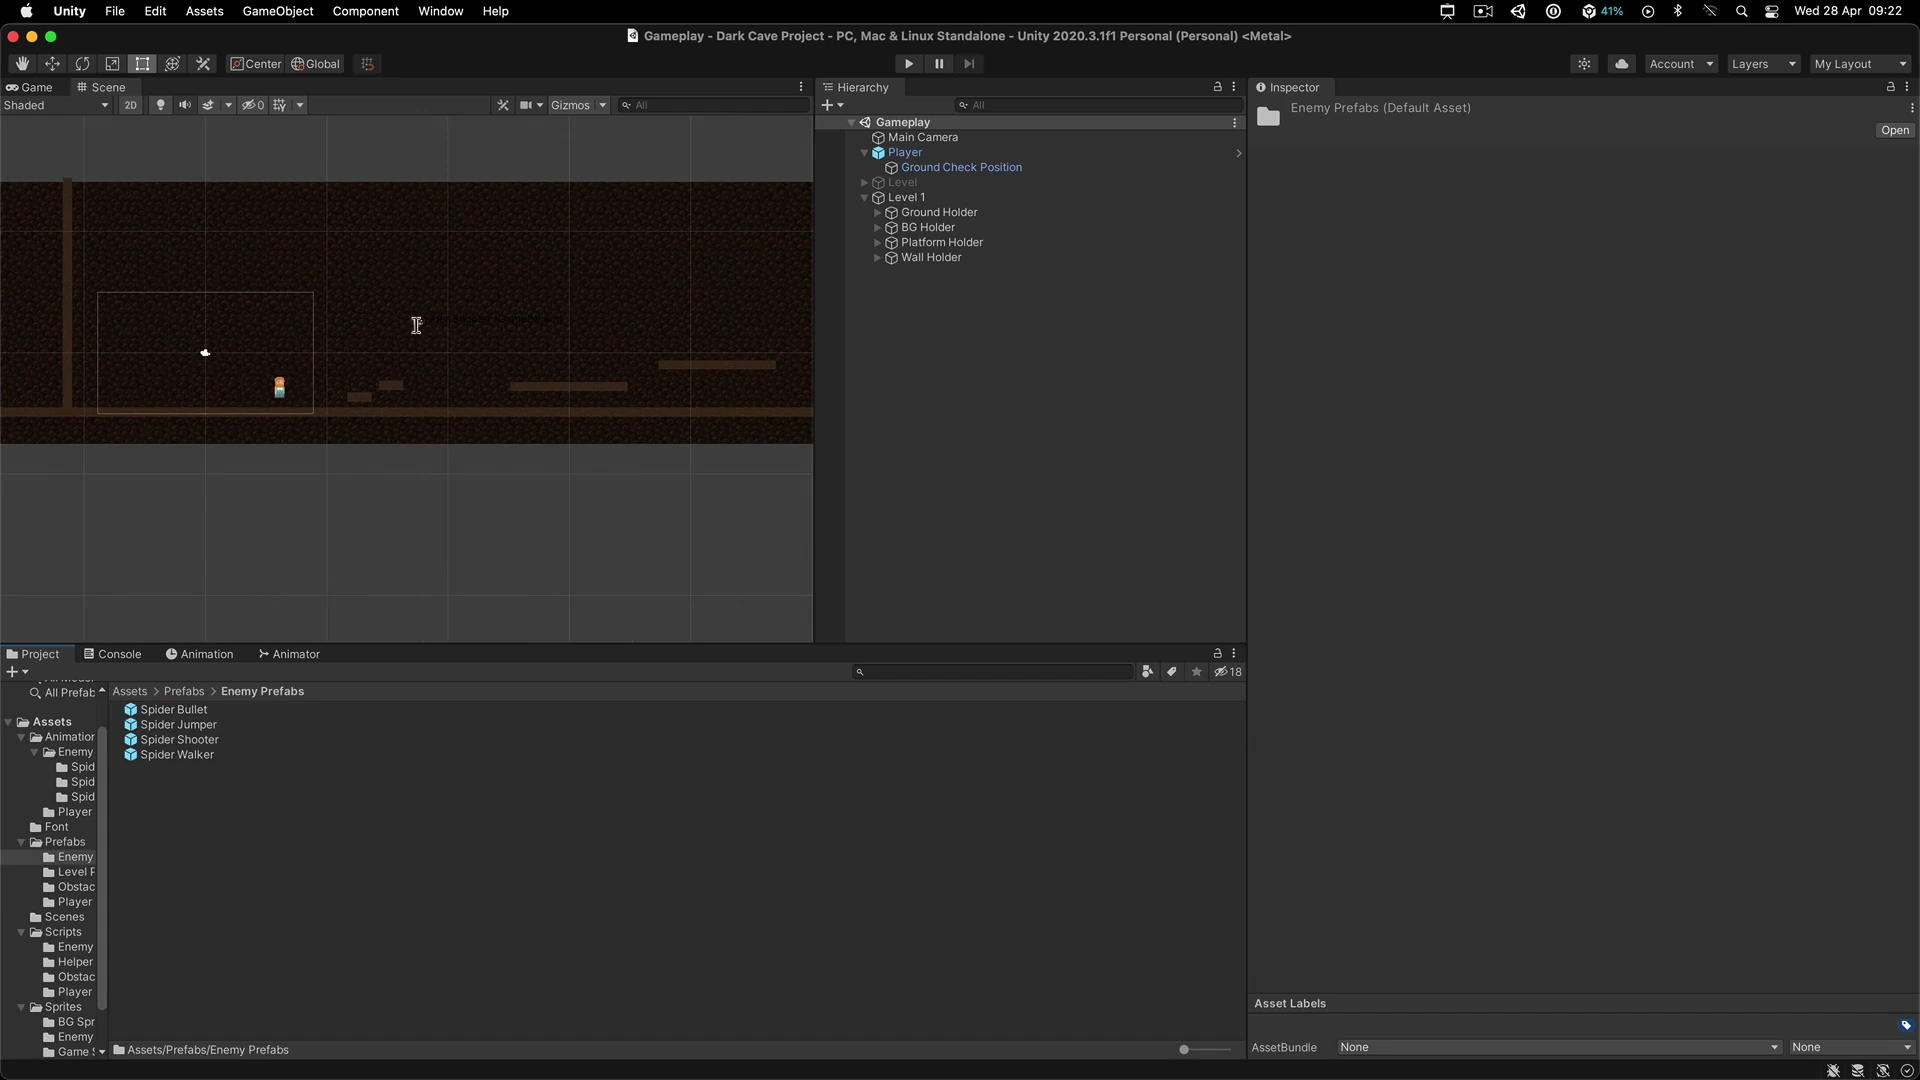 Unity File Edit Assets GameObject Component Window Help 41% Wed 28 Apr 09:22
Gameplay - Dark Cave Project - PC, Mac & Linux Standalone - Unity 2020.3.1f1 Personal (Personal) <Metal>
Center Global Account Layers My Layout
Game Scene
Shaded 2D 0 Gizmos All
Hierarchy
All
Gameplay
Main Camera
Player
Ground Check Position
Level
Level 1
Ground Holder
BG Holder
Platform Holder
Wall Holder
Inspector
Enemy Prefabs (Default Asset)
Open
Project Console Animation Animator
18
All Prefab
Assets
Animation
Enemy
Spid
Spid
Spid
Player
Font
Prefabs
Enemy
Level P
Obstac
Player
Scenes
Scripts
Enemy
Helper
Obstac
Player
Sprites
BG Spr
Enemy
Game S
Assets > Prefabs > Enemy Prefabs
Spider Bullet
Spider Jumper
Spider Shooter
Spider Walker
Assets/Prefabs/Enemy Prefabs
Asset Labels
AssetBundle None None